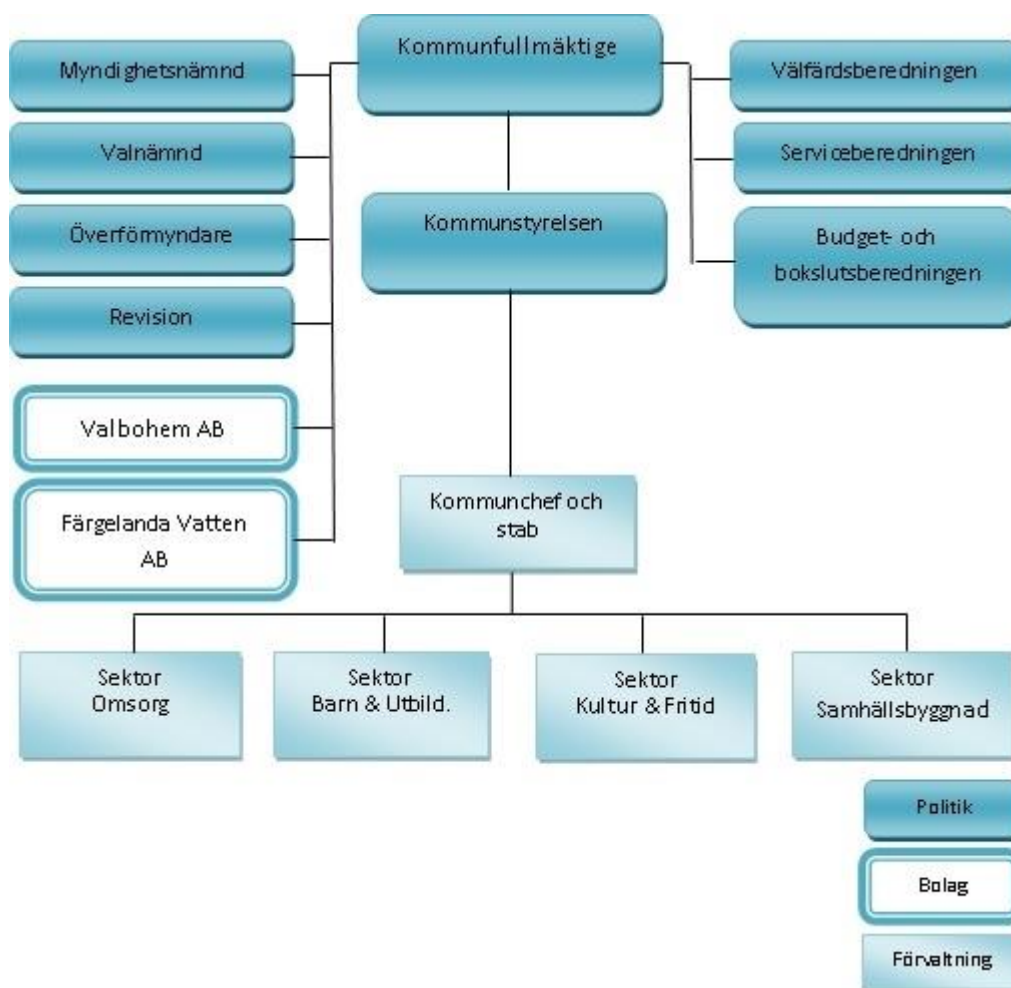 Kommunfullmäktige
Myndighetsnämnd
Valnämnd
Överförmyndare
Revision
Valbohem AB
Färgelanda Vatten
AB
Välfärdsberedningen
Serviceberedningen
Budget- och
bokslutsberedningen
Kommunstyrelsen
Kommunchef och
stab
Sektor
Omsorg
Sektor
Barn & Utbild.
Sektor
Kultur & Fritid
Sektor
Samhällsbyggnad
Politik
Bolag
Förvaltning